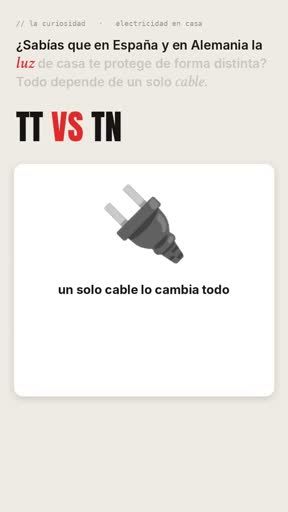 // la curiosidad · electricidad en casa
¿Sabías que en España y en Alemania la
luz de casa te protege de forma distinta?
Todo depende de un solo cable.
TT VS TN
un solo cable lo cambia todo